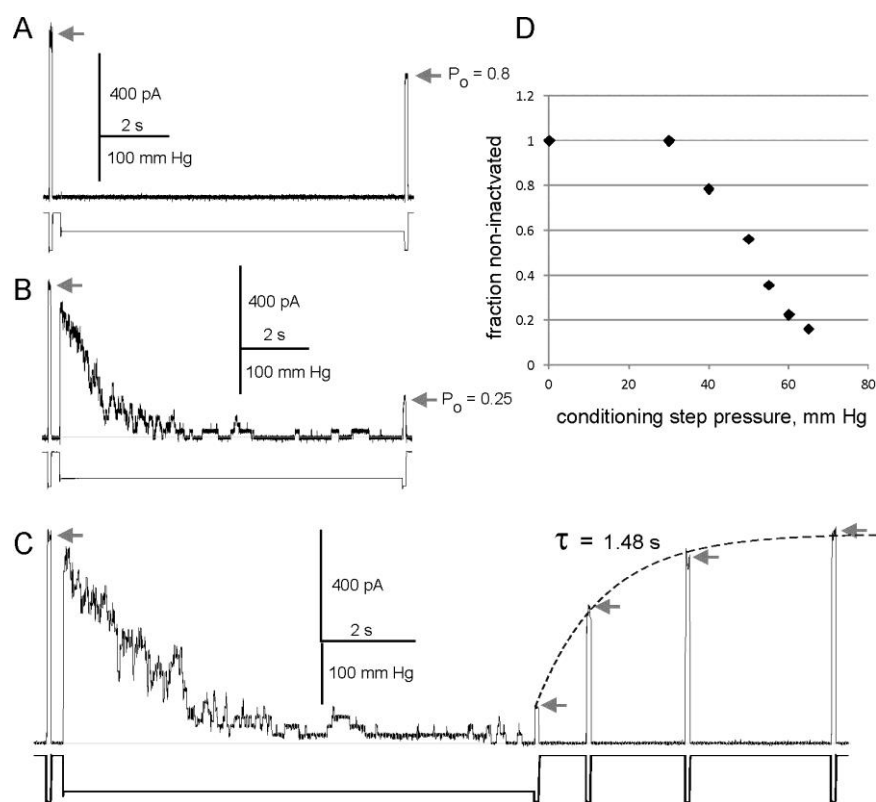 A
400 pA
2 s
100 mm Hg
Po = 0.8
B
400 pA
2 s
100 mm Hg
Po = 0.25
C
400 pA
2 s
100 mm Hg
τ = 1.48 s
D
fraction non-inactvated
1.2
1
0.8
0.6
0.4
0.2
0
0 20 40 60 80
conditioning step pressure, mm Hg